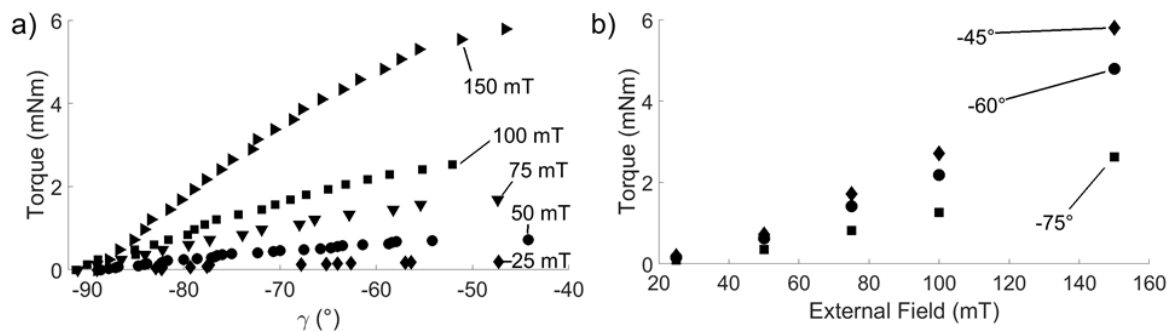 a)
Torque (mNm)
6
4
2
0
150 mT
100 mT
75 mT
50 mT
25 mT
-90 -80 -70 -60 -50 -40
γ (°)
b)
Torque (mNm)
6
4
2
0
-45°
-60°
-75°
20 40 60 80 100 120 140 160
External Field (mT)